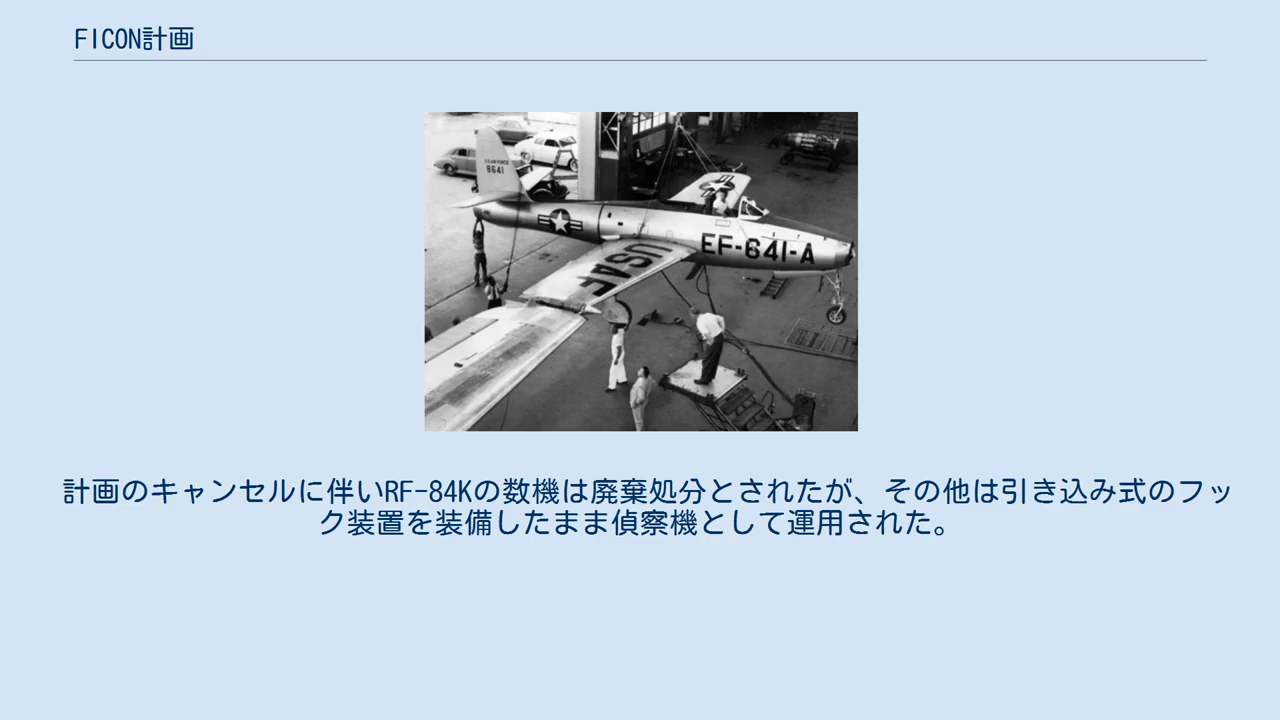 FICON計画
US AIR FORCE
8641
EF-641-A
USAF
計画のキャンセルに伴いRF-84Kの数機は廃棄処分とされたが、その他は引き込み式のフッ
ク装置を装備したまま偵察機として運用された。